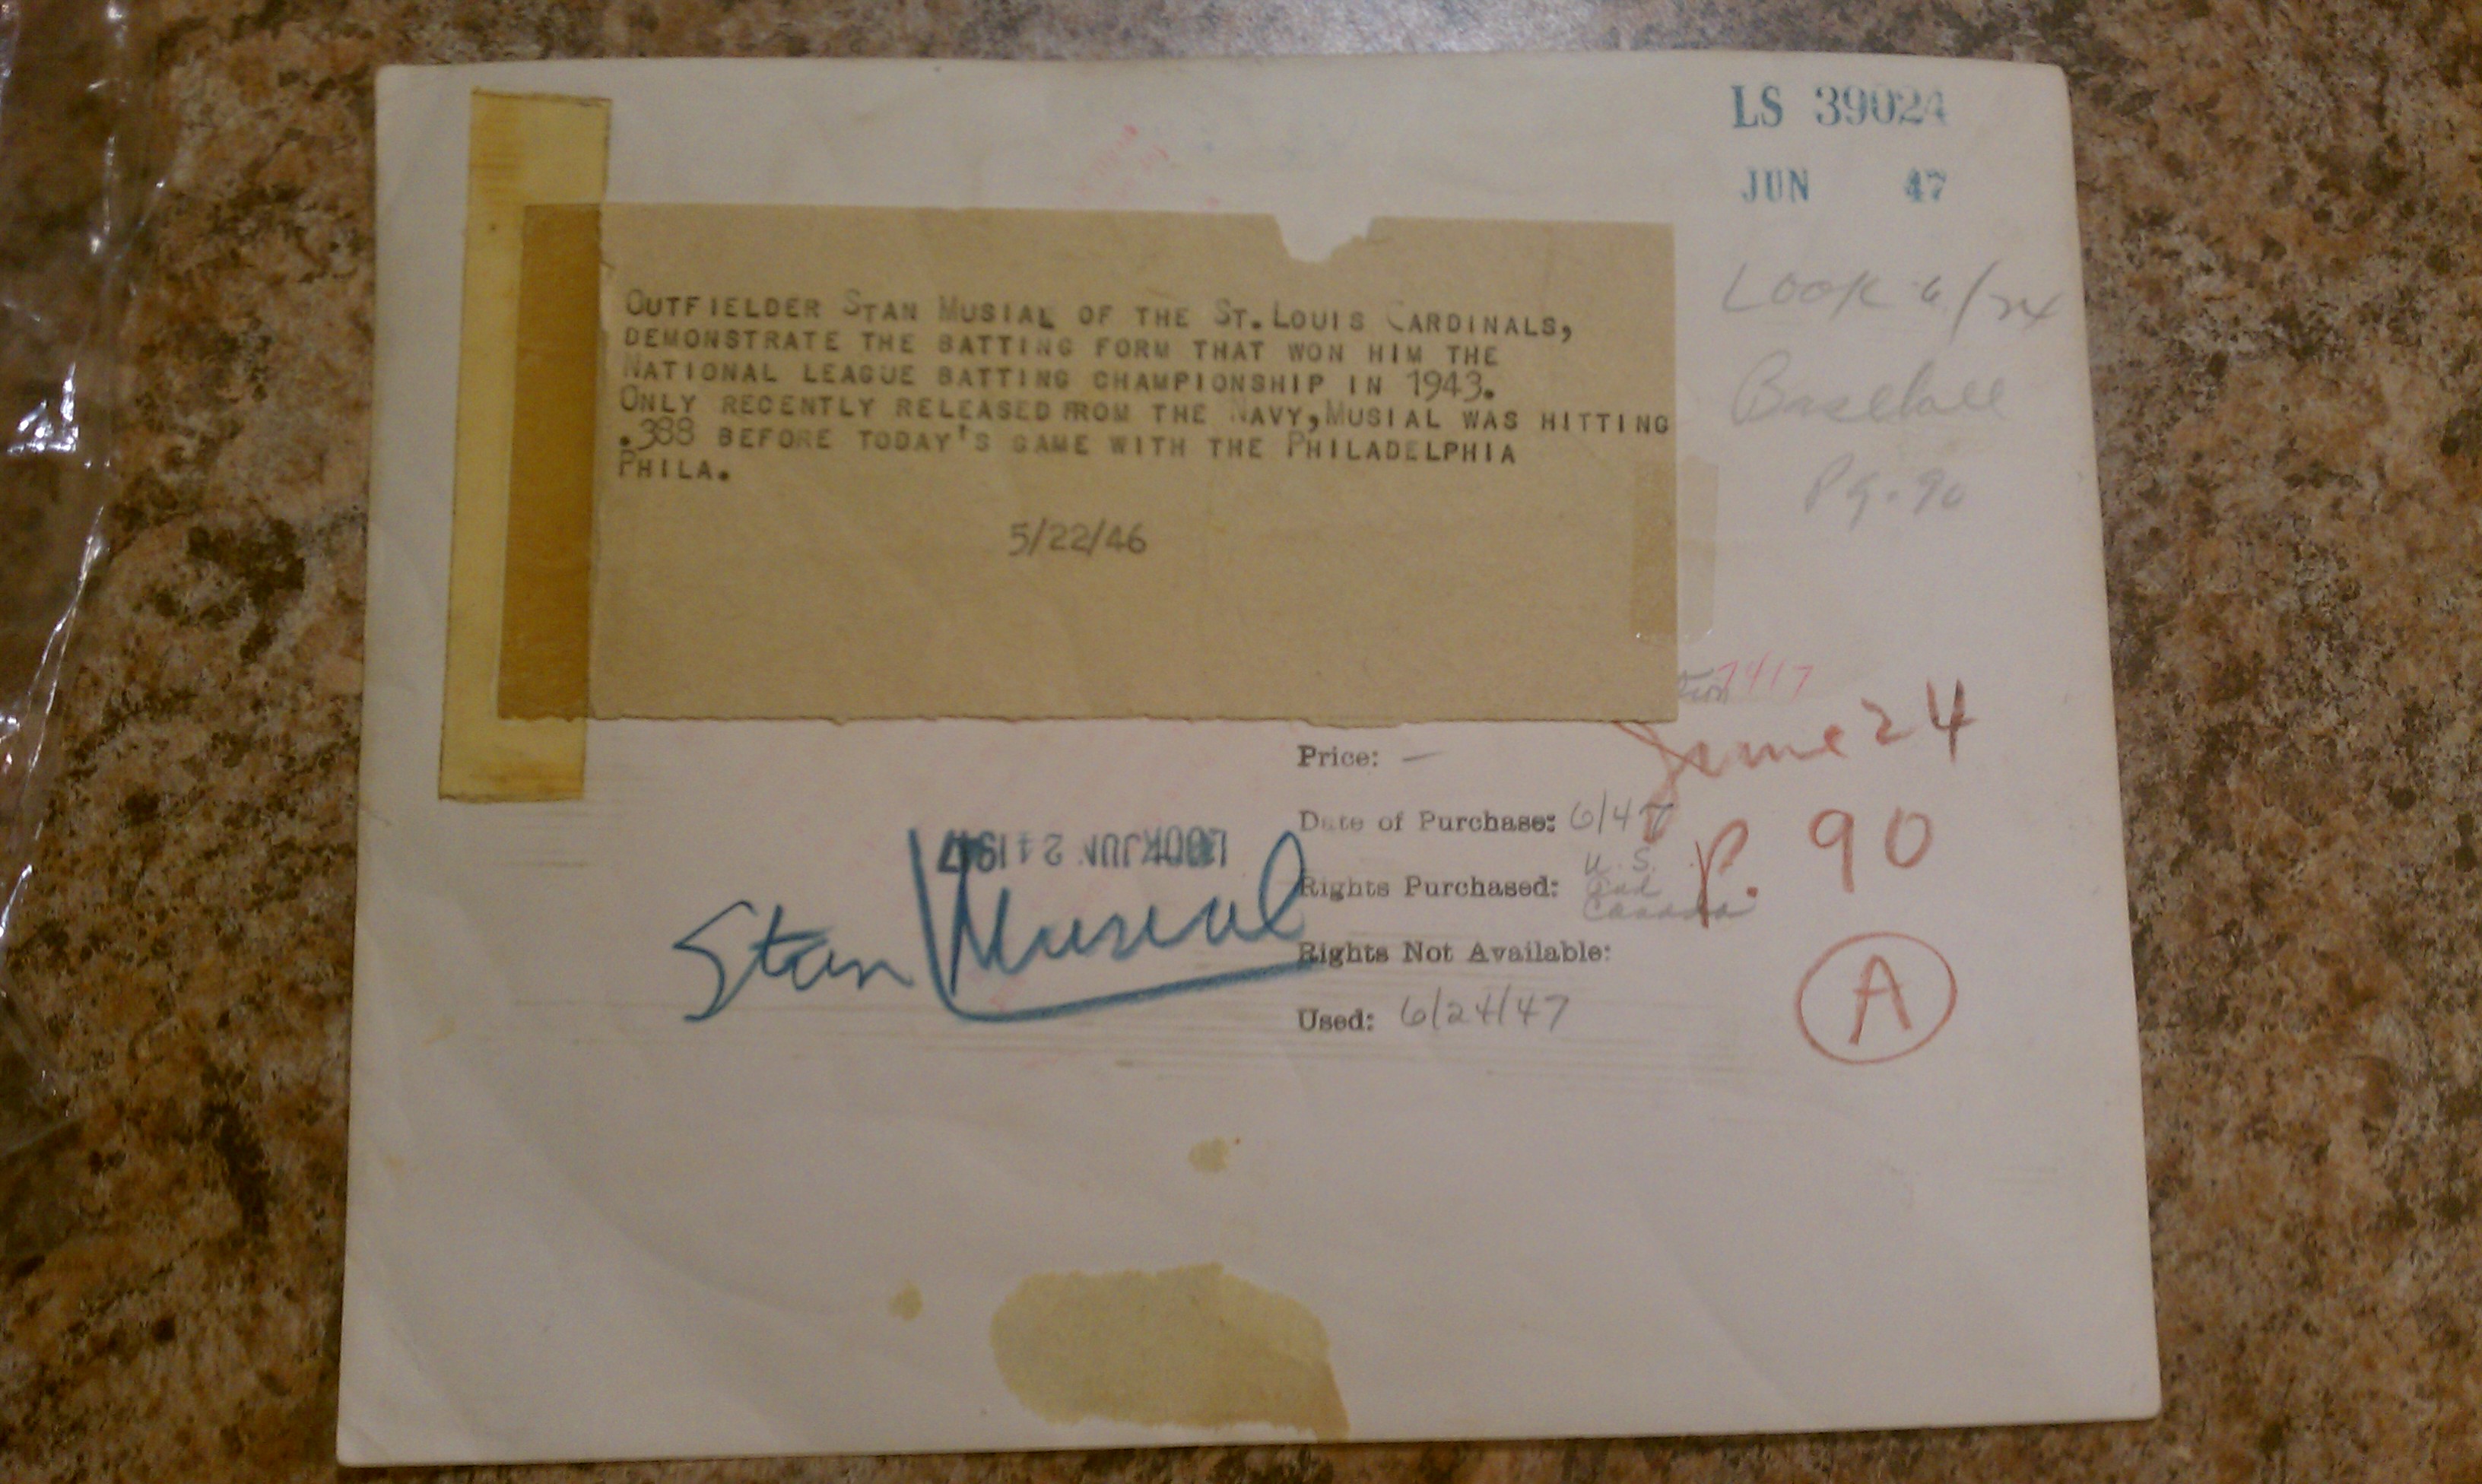 LS 39024
JUN 47
Look 6/24
Baseball
Pg. 90
OUTFIELDER STAN MUSIAL OF THE ST. LOUIS CARDINALS,
DEMONSTRATE THE BATTING FORM THAT WON HIM THE
NATIONAL LEAGUE BATTING CHAMPIONSHIP IN 1943.
ONLY RECENTLY RELEASED FROM THE NAVY, MUSIAL WAS HITTING
.388 BEFORE TODAY'S GAME WITH THE PHILADELPHIA
PHILA.
5/22/46
7417
June 24
P. 90
A
Price: —
Date of Purchase: 6/47
Rights Purchased: U.S.
and
Canada
Rights Not Available:
Used: 6/24/47
LOOK JUN 24 1947
Stan Musial